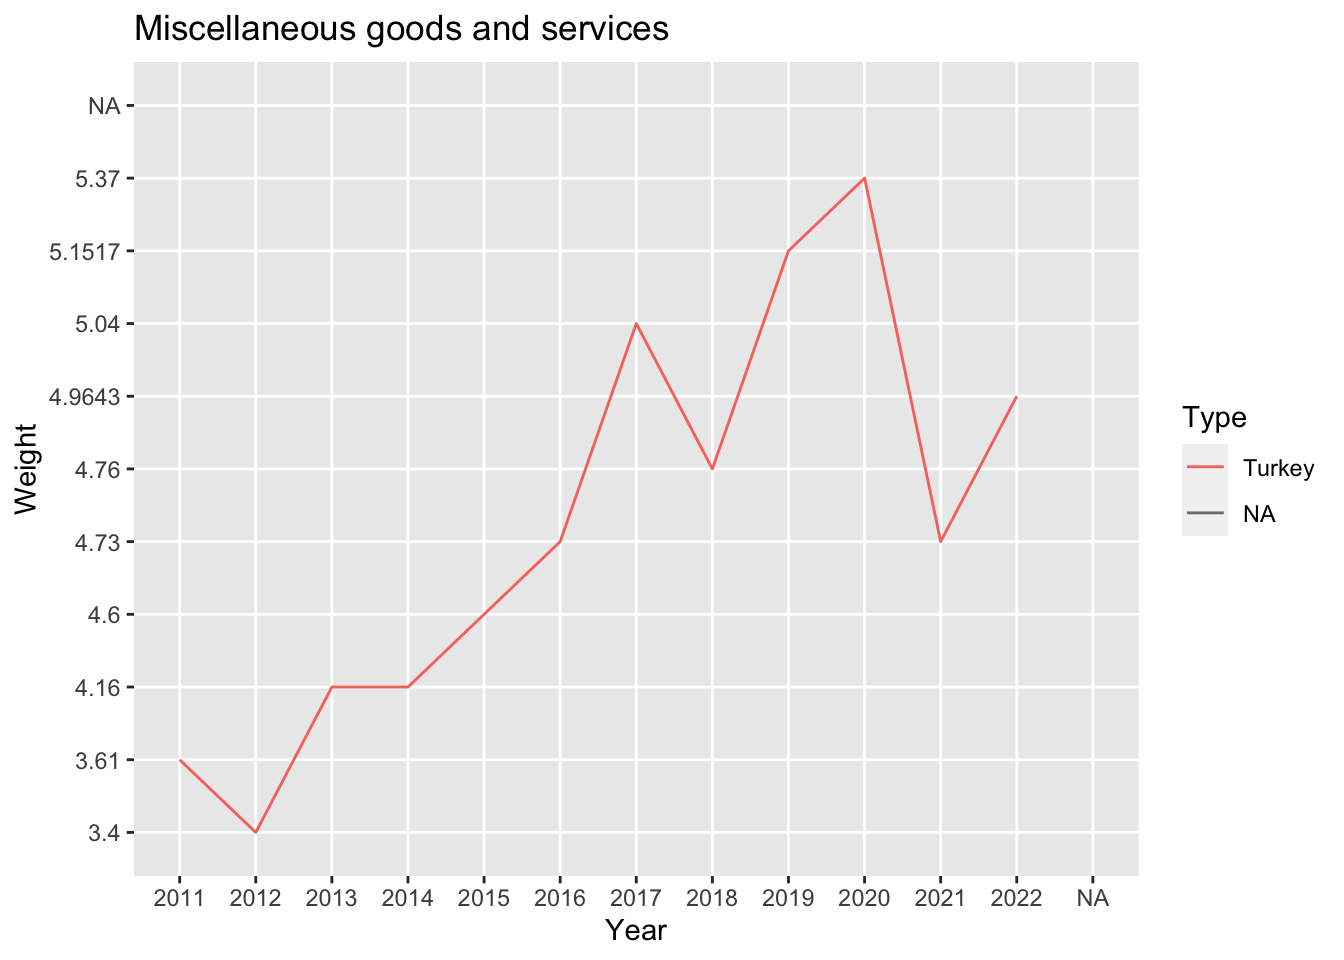 Miscellaneous goods and services
NA
5.37
5.1517
5.04
4.9643
4.76
4.73
4.6
4.16
3.61
3.4
Weight
2011 2012 2013 2014 2015 2016 2017 2018 2019 2020 2021 2022 NA
Year
Type
Turkey
NA